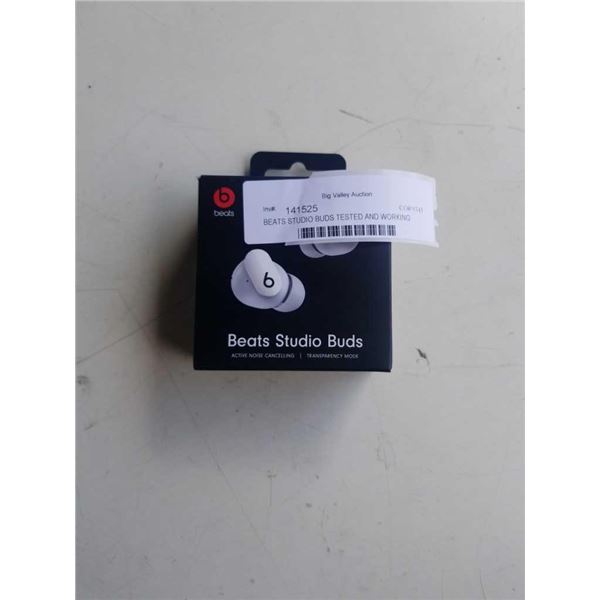 Big Valley Auction
141525
BEATS STUDIO BUDS TESTED AND WORKING
beats
Beats Studio Buds
ACTIVE NOISE CANCELLING | TRANSPARENCY MODE